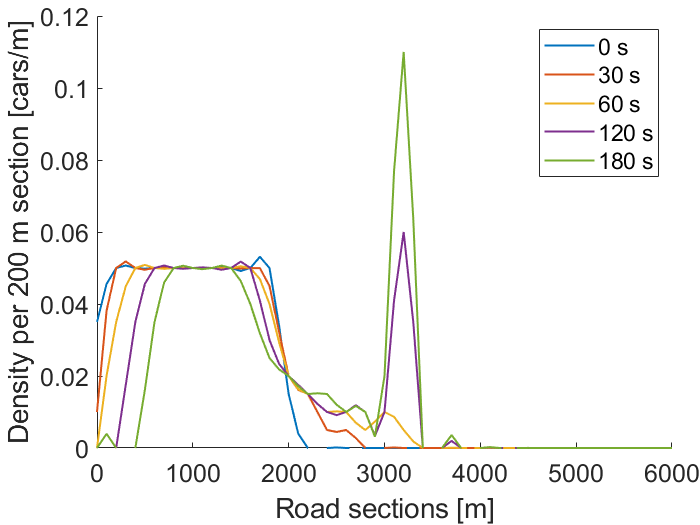 Density per 200 m section [cars/m]
0.12
0.1
0.08
0.06
0.04
0.02
0
0 s
30 s
60 s
120 s
180 s
0 1000 2000 3000 4000 5000 6000
Road sections [m]